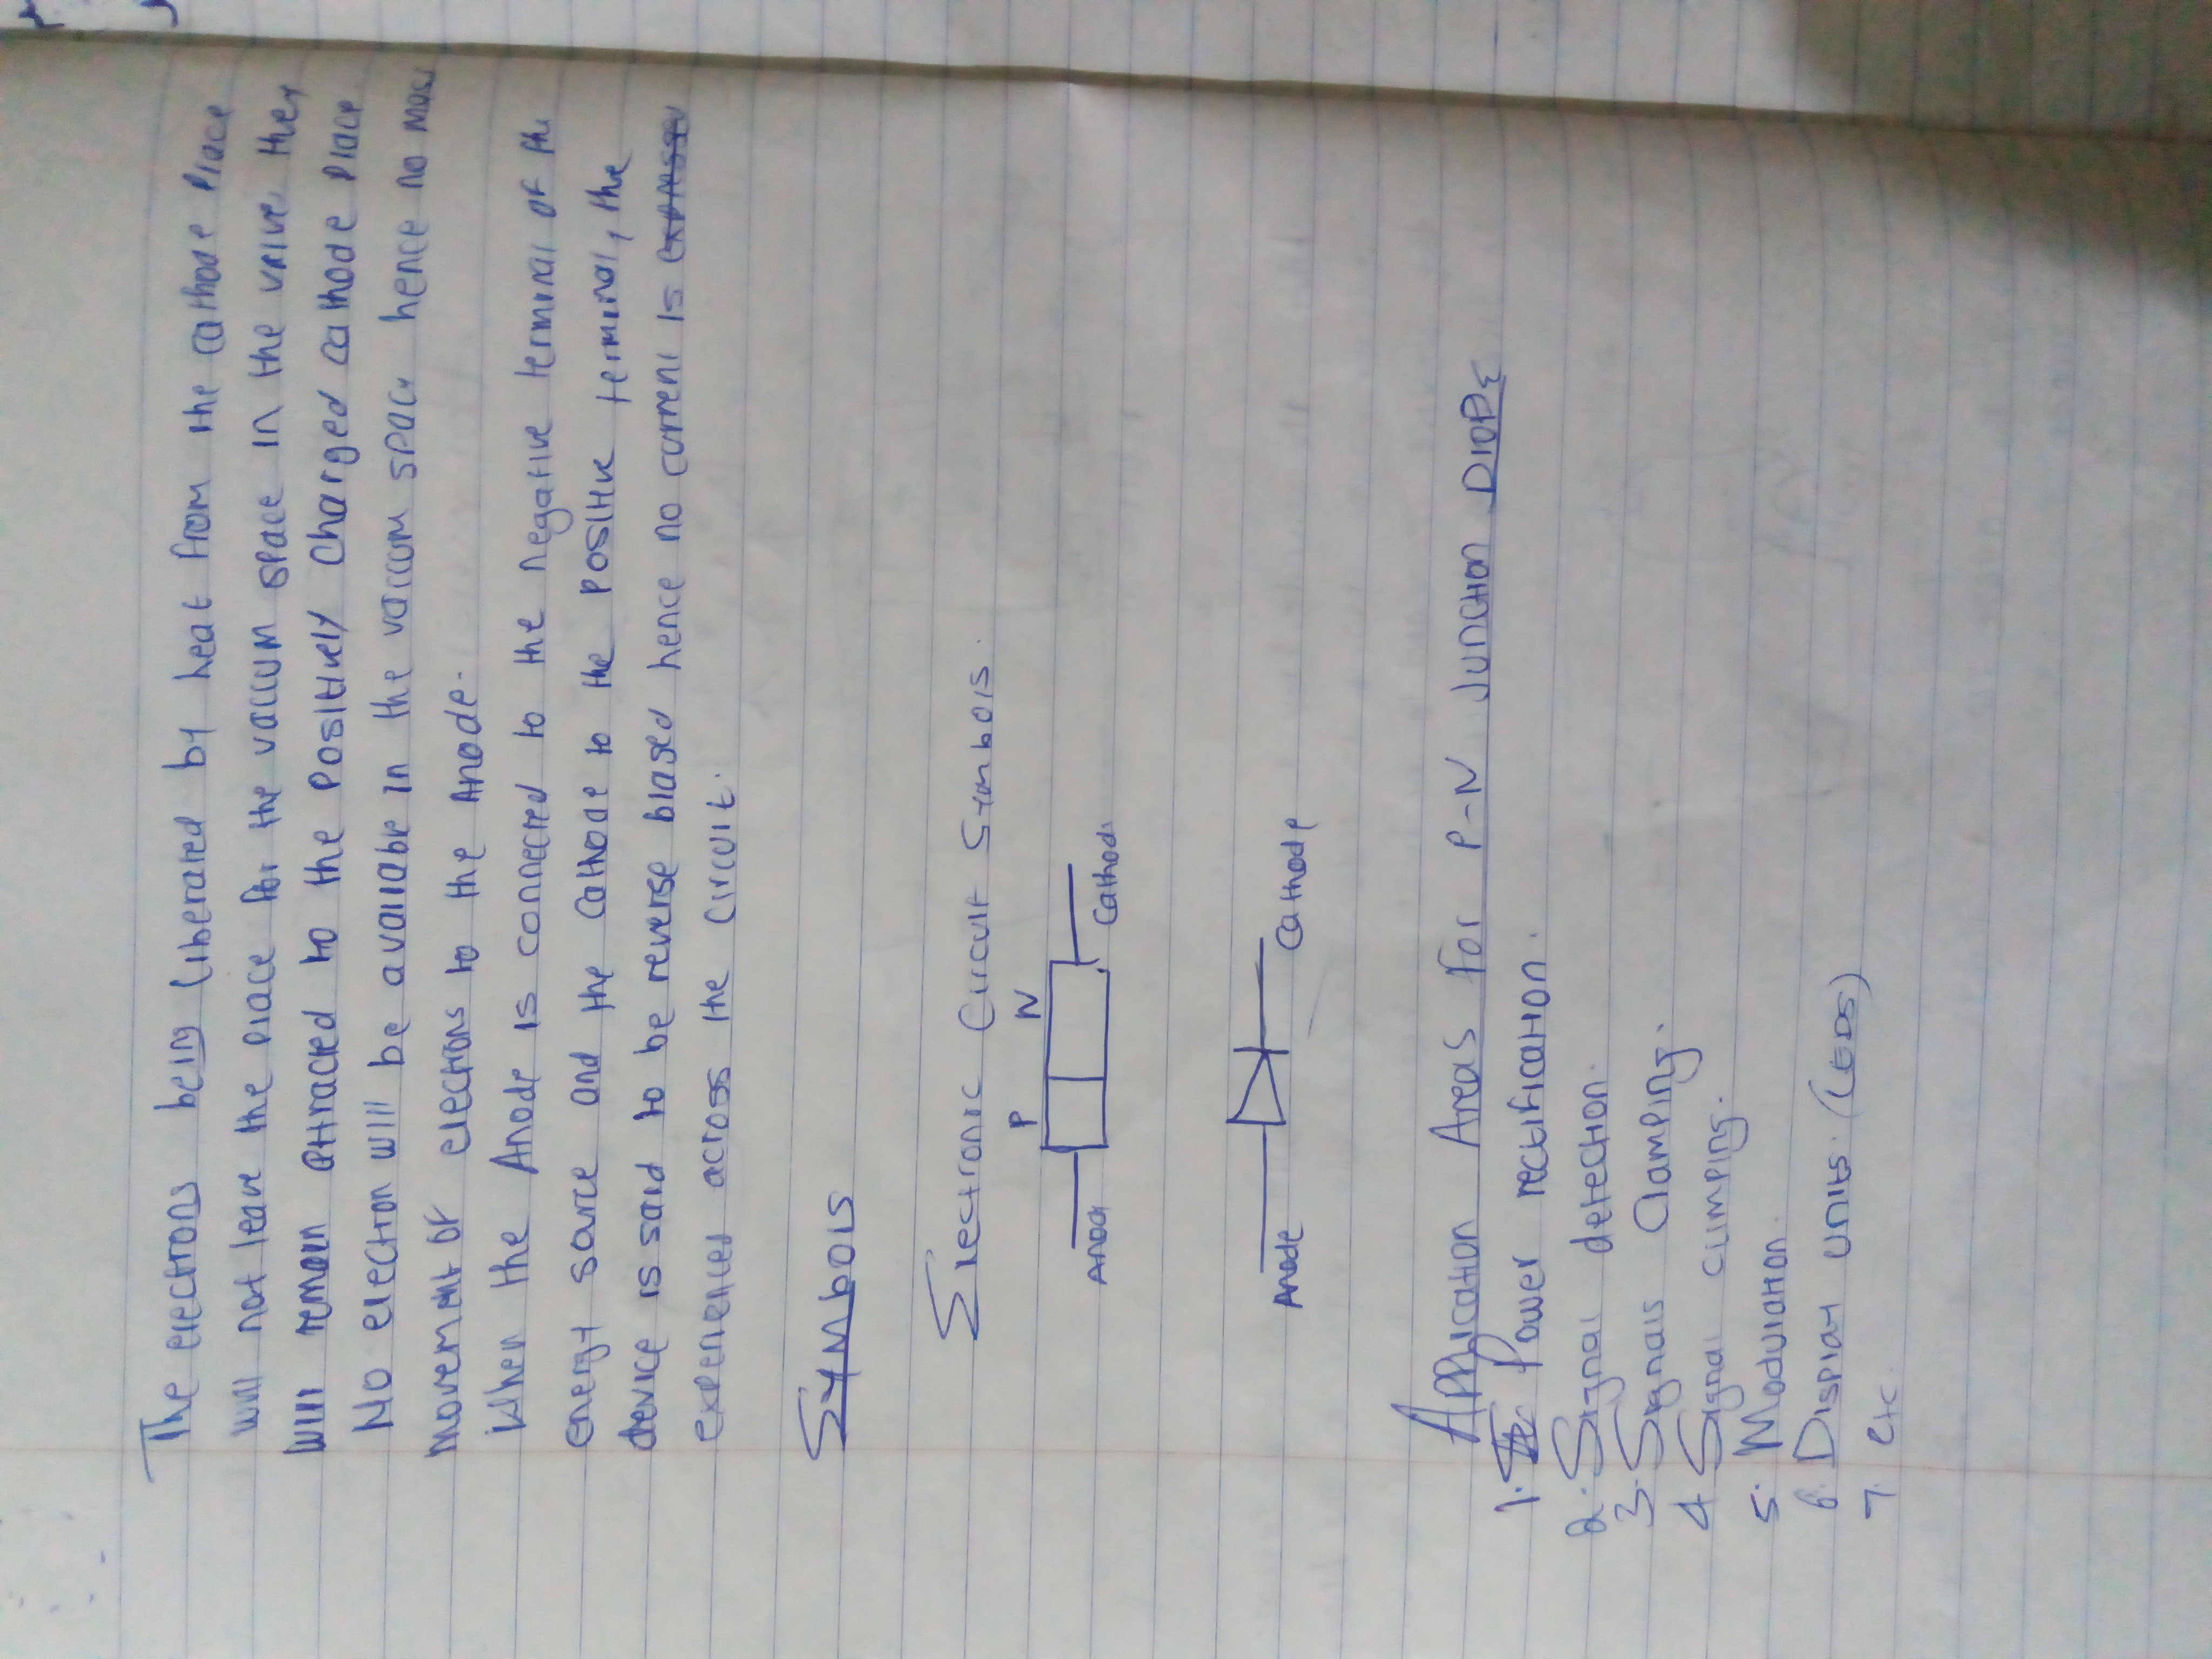 The electrons being liberated by heat from the cathode place
will not leave the place for the vaccum space in the valve they
will remain attracted to the positively charged cathode place
No electron will be available in the vaccum space hence no mass
movement of electrons to the Anode.
When the Anode is connected to the negative terminal of the
energy source and the cathode to the positive terminal, the
device is said to be reverse biased hence no current is
experienced across the circuit.
Symbols
Electronic Circuit Symbols.
P N
Anode Cathode
Anode Cathode
Application Areas for P-N Junction DIODE
1. Power rectification.
2. Signal detection.
3. Signals Clamping.
4 Signal climping.
5. Modulation.
6. Display units. (LEDS)
7. etc.